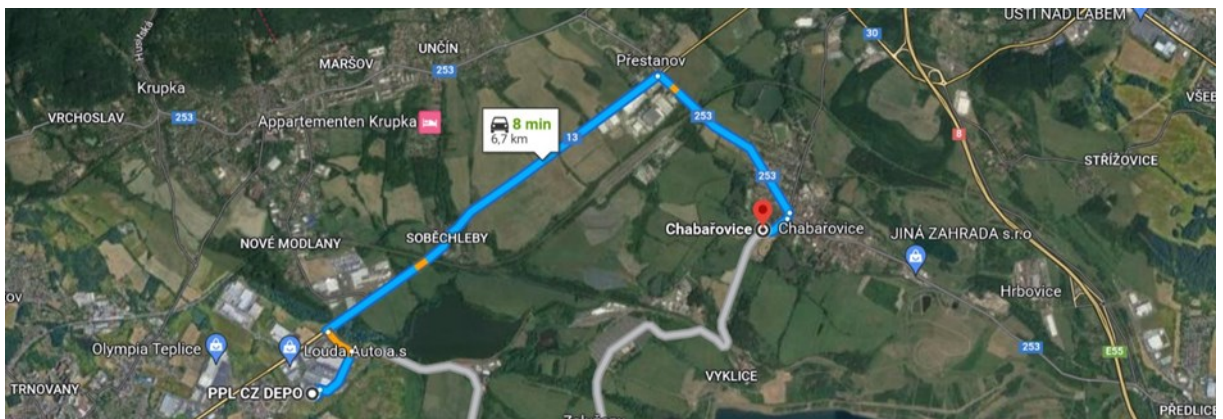 ÚSTÍ NAD LABEM
30
UNČÍN
MARŠOV
253
Přestanov
Husitská
Krupka
253
VRCHOSLAV
Appartementen Krupka
8 min
6,7 km
13
253
8
STŘÍŽOVICE
253
NOVÉ MODLANY
SOBĚCHLEBY
Chabařovice
Chabařovice
JINÁ ZAHRADA s.r.o
Hrbovice
Olympia Teplice
Louda Auto a.s
253
E55
TRNOVANY
PPL CZ DEPO
VYKLICE
PŘEDLICE